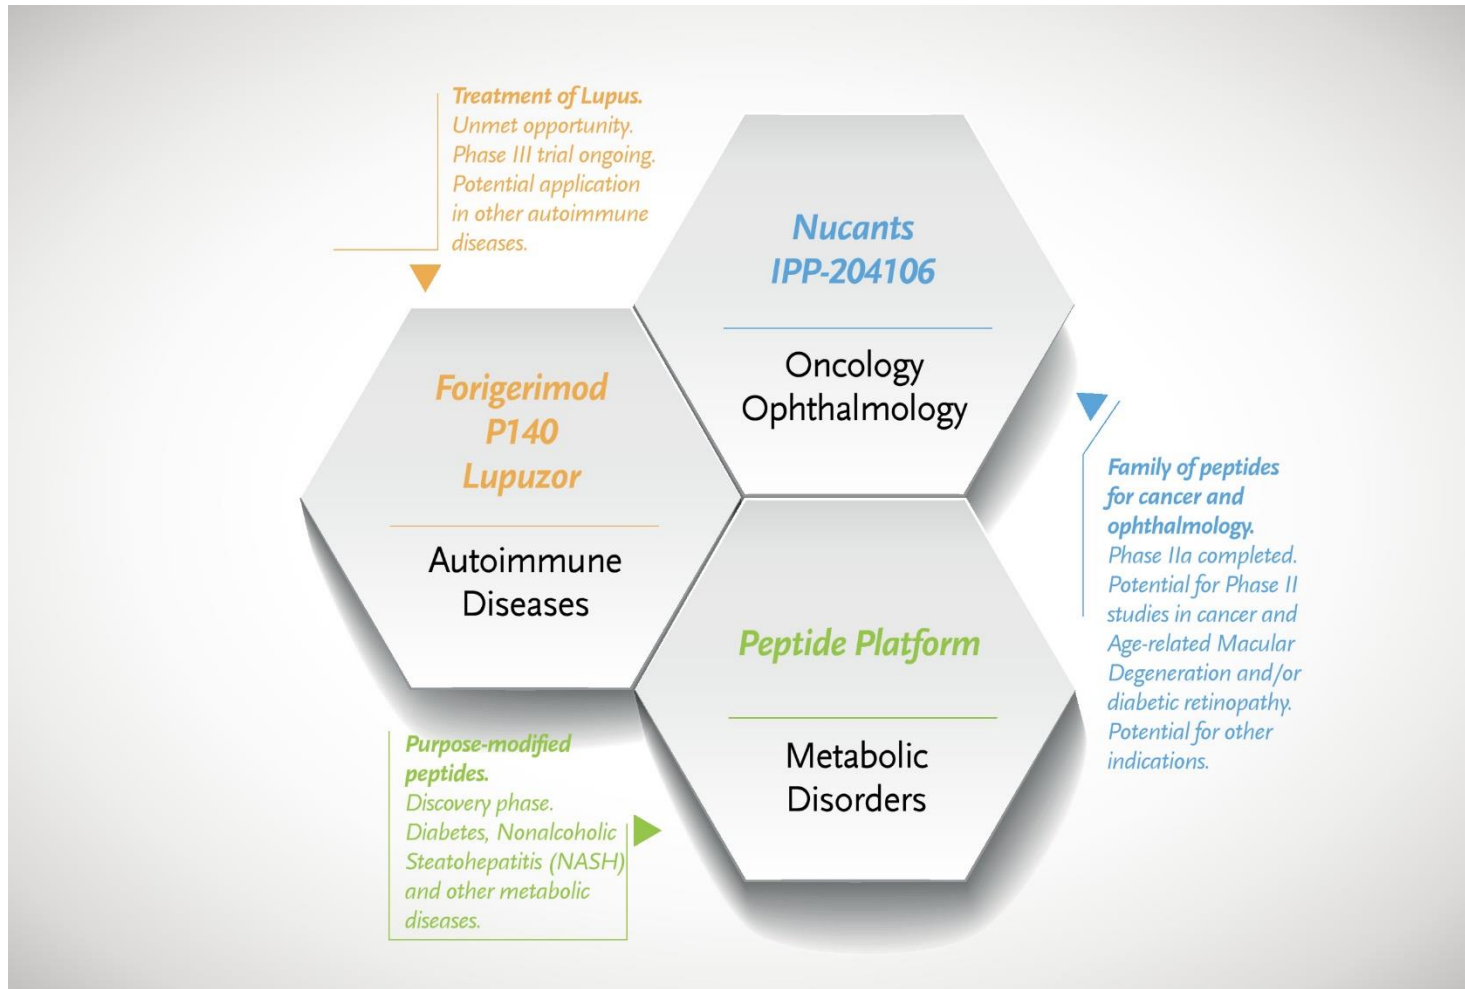 Treatment of Lupus.
Unmet opportunity.
Phase III trial ongoing.
Potential application
in other autoimmune
diseases.
Nucants
IPP-204106
Oncology
Ophthalmology
Forigerimod
P140
Lupuzor
Autoimmune
Diseases
Family of peptides
for cancer and
ophthalmology.
Phase IIa completed.
Potential for Phase II
studies in cancer and
Age-related Macular
Degeneration and/or
diabetic retinopathy.
Potential for other
indications.
Peptide Platform
Metabolic
Disorders
Purpose-modified
peptides.
Discovery phase.
Diabetes, Nonalcoholic
Steatohepatitis (NASH)
and other metabolic
diseases.